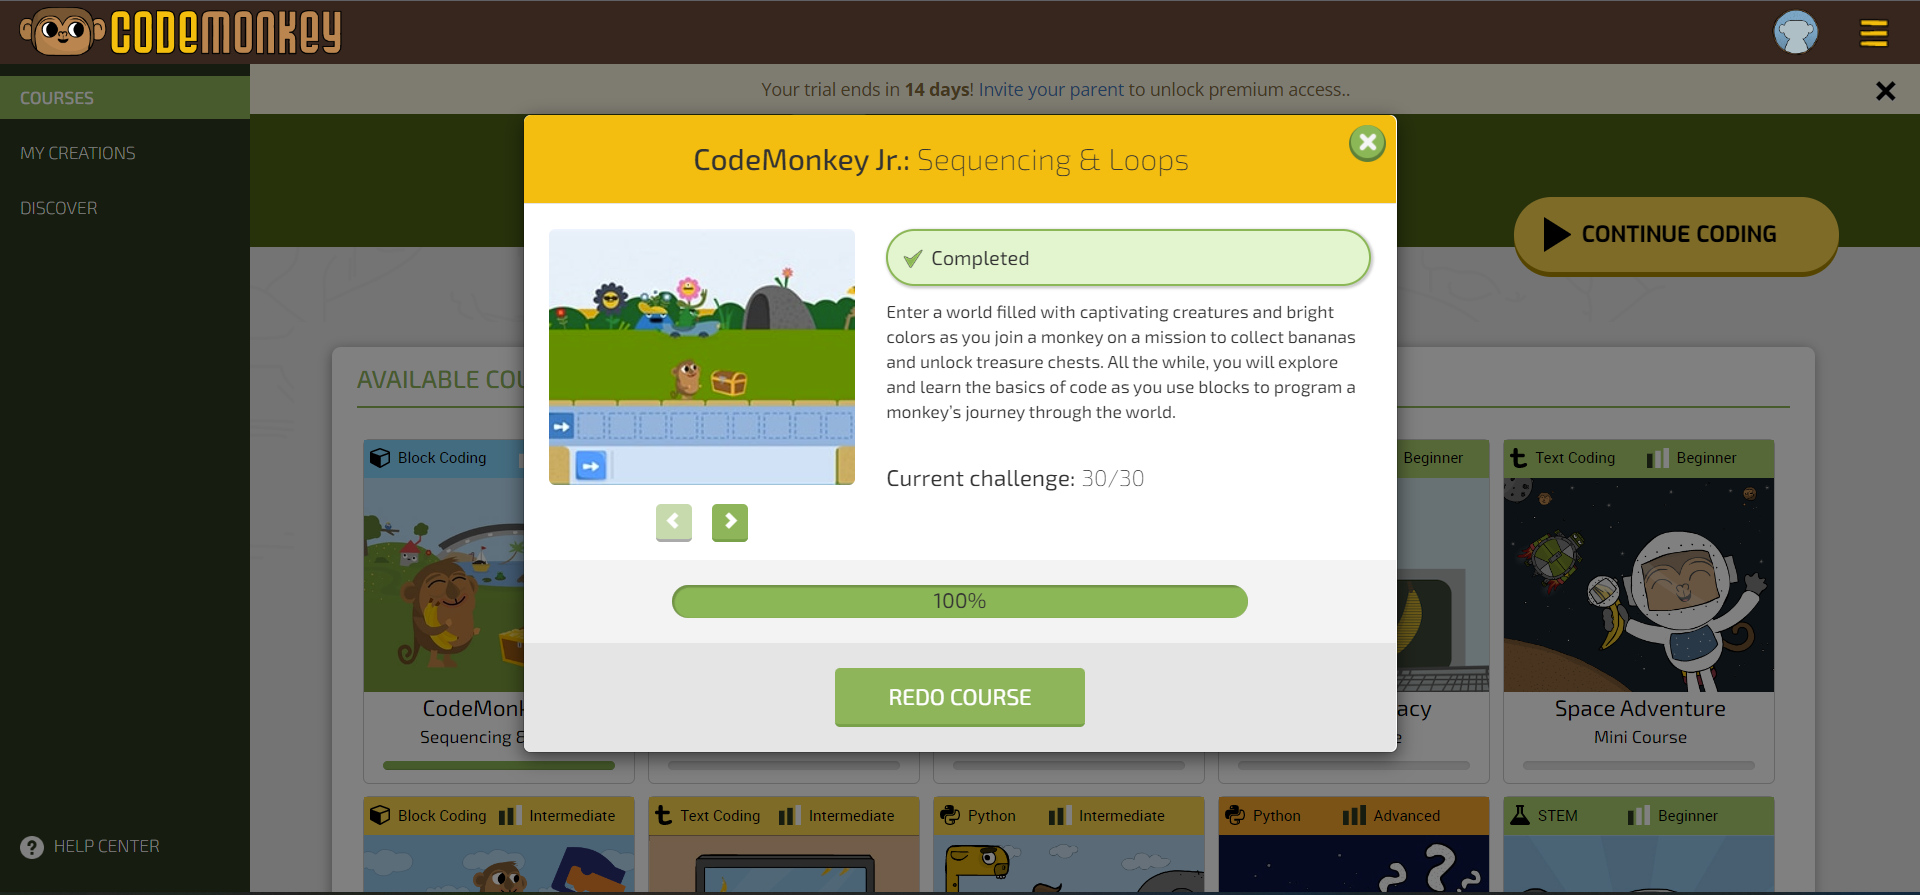 CODEMONKEY
COURSES
MY CREATIONS
DISCOVER
HELP CENTER
Your trial ends in 14 days! Invite your parent to unlock premium access..
CONTINUE CODING
CodeMonkey Jr.: Sequencing & Loops
Completed
Enter a world filled with captivating creatures and bright
colors as you join a monkey on a mission to collect bananas
and unlock treasure chests. All the while, you will explore
and learn the basics of code as you use blocks to program a
monkey's journey through the world.
Current challenge: 30/30
100%
REDO COURSE
AVAILABLE COU
Block Coding
Beginner
Text Coding Beginner
CodeMonk
Sequencing &
acy
e
Space Adventure
Mini Course
Block Coding Intermediate
Text Coding Intermediate
Python Intermediate
Python Advanced
STEM Beginner